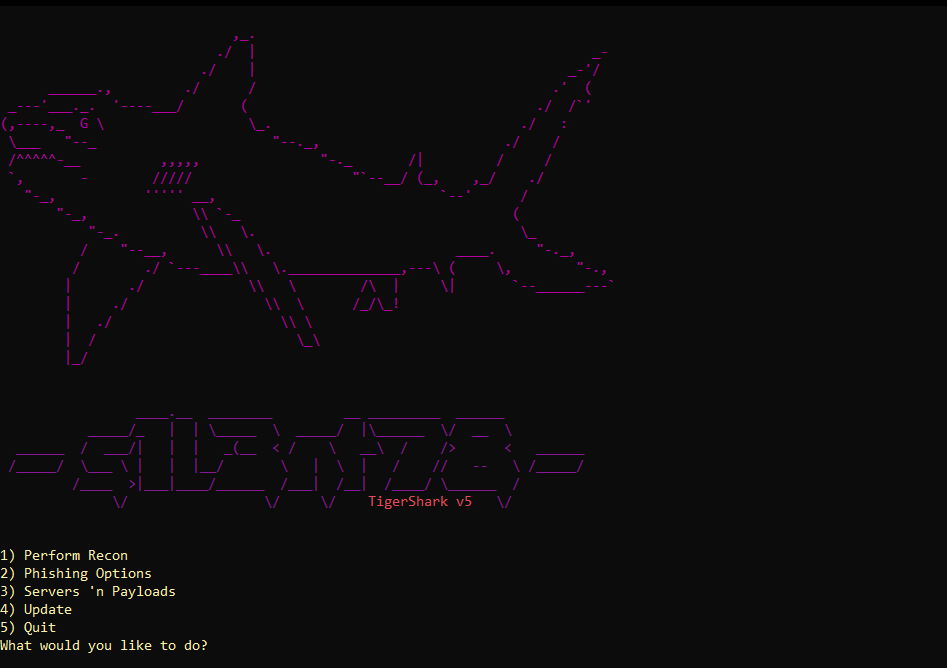 TigerShark v5
1) Perform Recon
2) Phishing Options
3) Servers 'n Payloads
4) Update
5) Quit
What would you like to do?